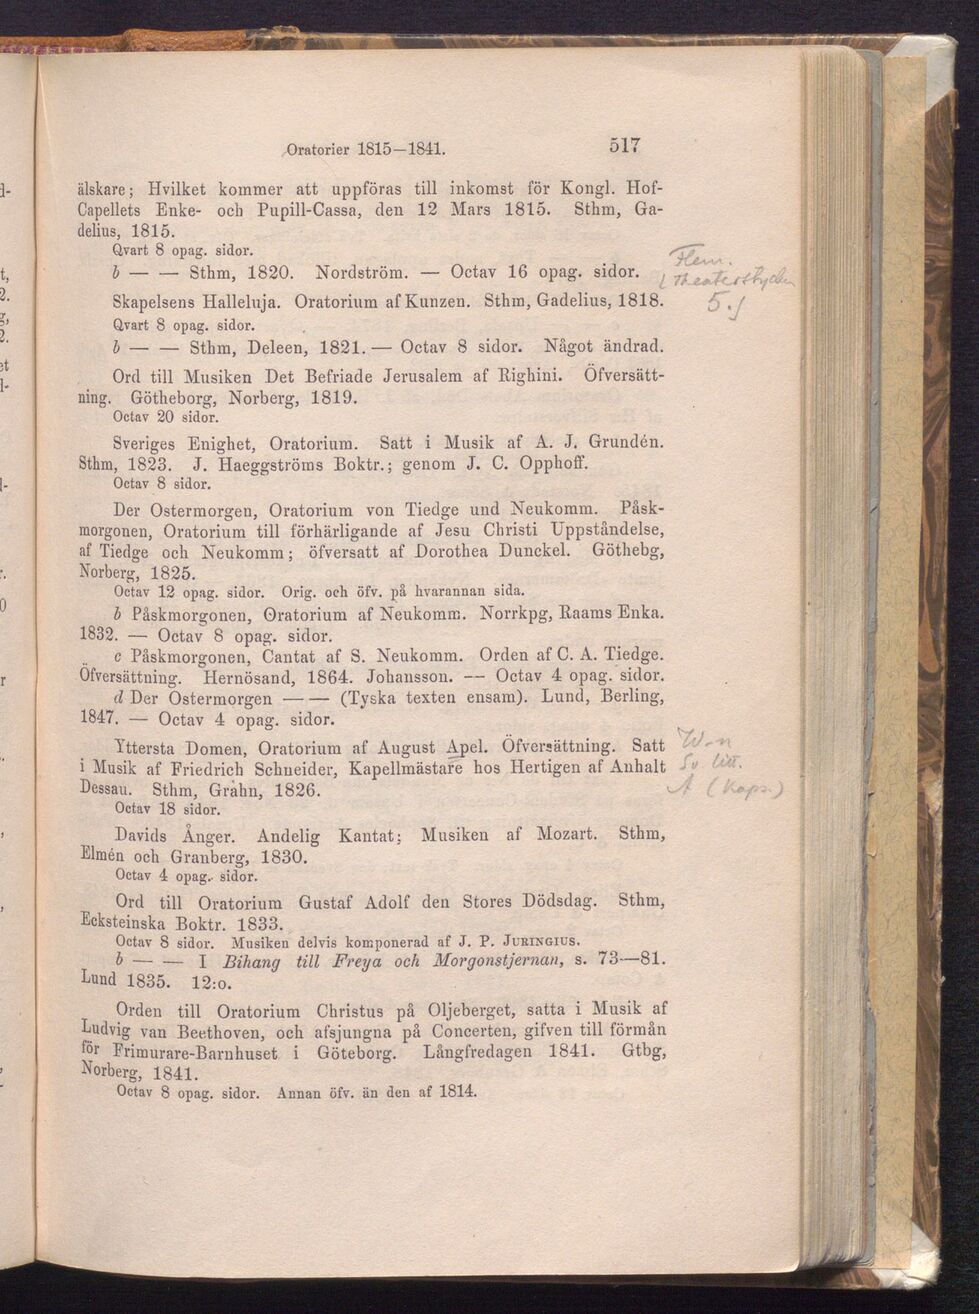 Oratorier 1815—1841. 517
älskare; Hvilket kommer att uppföras till inkomst för Kongl. Hof-
Capellets Enke- och Pupill-Cassa, den 12 Mars 1815. Sthm, Ga-
delius, 1815.
Qvart 8 opag. sidor.
b — — Sthm, 1820. Nordström. — Octav 16 opag. sidor.
Skapelsens Halleluja. Oratorium af Kunzen. Sthm, Gadelius, 1818.
Qvart 8 opag. sidor.
b — — Sthm, Deleen, 1821. — Octav 8 sidor. Något ändrad.
Ord till Musiken Det Befriade Jerusalem af Righini. Öfversätt-
ning. Götheborg, Norberg, 1819.
Octav 20 sidor.
Sveriges Enighet, Oratorium. Satt i Musik af A. J. Grundén.
Sthm, 1823. J. Haeggströms Boktr.; genom J. C. Opphoff.
Octav 8 sidor.
Der Ostermorgen, Oratorium von Tiedge und Neukomm. Påsk-
morgonen, Oratorium till förhärligande af Jesu Christi Uppståndelse,
af Tiedge och Neukomm; öfversatt af Dorothea Dunckel. Göthebg,
Norberg, 1825.
Octav 12 opag. sidor. Orig. och öfv. på hvarannan sida.
b Påskmorgonen, Oratorium af Neukomm. Norrkpg, Raams Enka.
1832. — Octav 8 opag. sidor.
c Påskmorgonen, Cantat af S. Neukomm. Orden af C. A. Tiedge.
Öfversättning. Hernösand, 1864. Johansson. — Octav 4 opag. sidor.
d Der Ostermorgen — — (Tyska texten ensam). Lund, Berling,
1847. — Octav 4 opag. sidor.
Yttersta Domen, Oratorium af August Apel. Öfversättning. Satt
i Musik af Friedrich Schneider, Kapellmästare hos Hertigen af Anhalt
Dessau. Sthm, Grahn, 1826.
Octav 18 sidor.
Davids Ånger. Andelig Kantat; Musiken af Mozart. Sthm,
Elmén och Granberg, 1830.
Octav 4 opag. sidor.
Ord till Oratorium Gustaf Adolf den Stores Dödsdag. Sthm,
Ecksteinska Boktr. 1833.
Octav 8 sidor. Musiken delvis komponerad af J. P. Juringius.
b — — I Bihang till Freya och Morgonstjernan, s. 73—81.
Lund 1835. 12:o.
Orden till Oratorium Christus på Oljeberget, satta i Musik af
Ludvig van Beethoven, och afsjungna på Concerten, gifven till förmån
för Frimurare-Barnhuset i Göteborg. Långfredagen 1841. Gtbg,
Norberg, 1841.
Octav 8 opag. sidor. Annan öfv. än den af 1814.
Flem.
5.
W-n
Sv litt.
A (Kaps.)